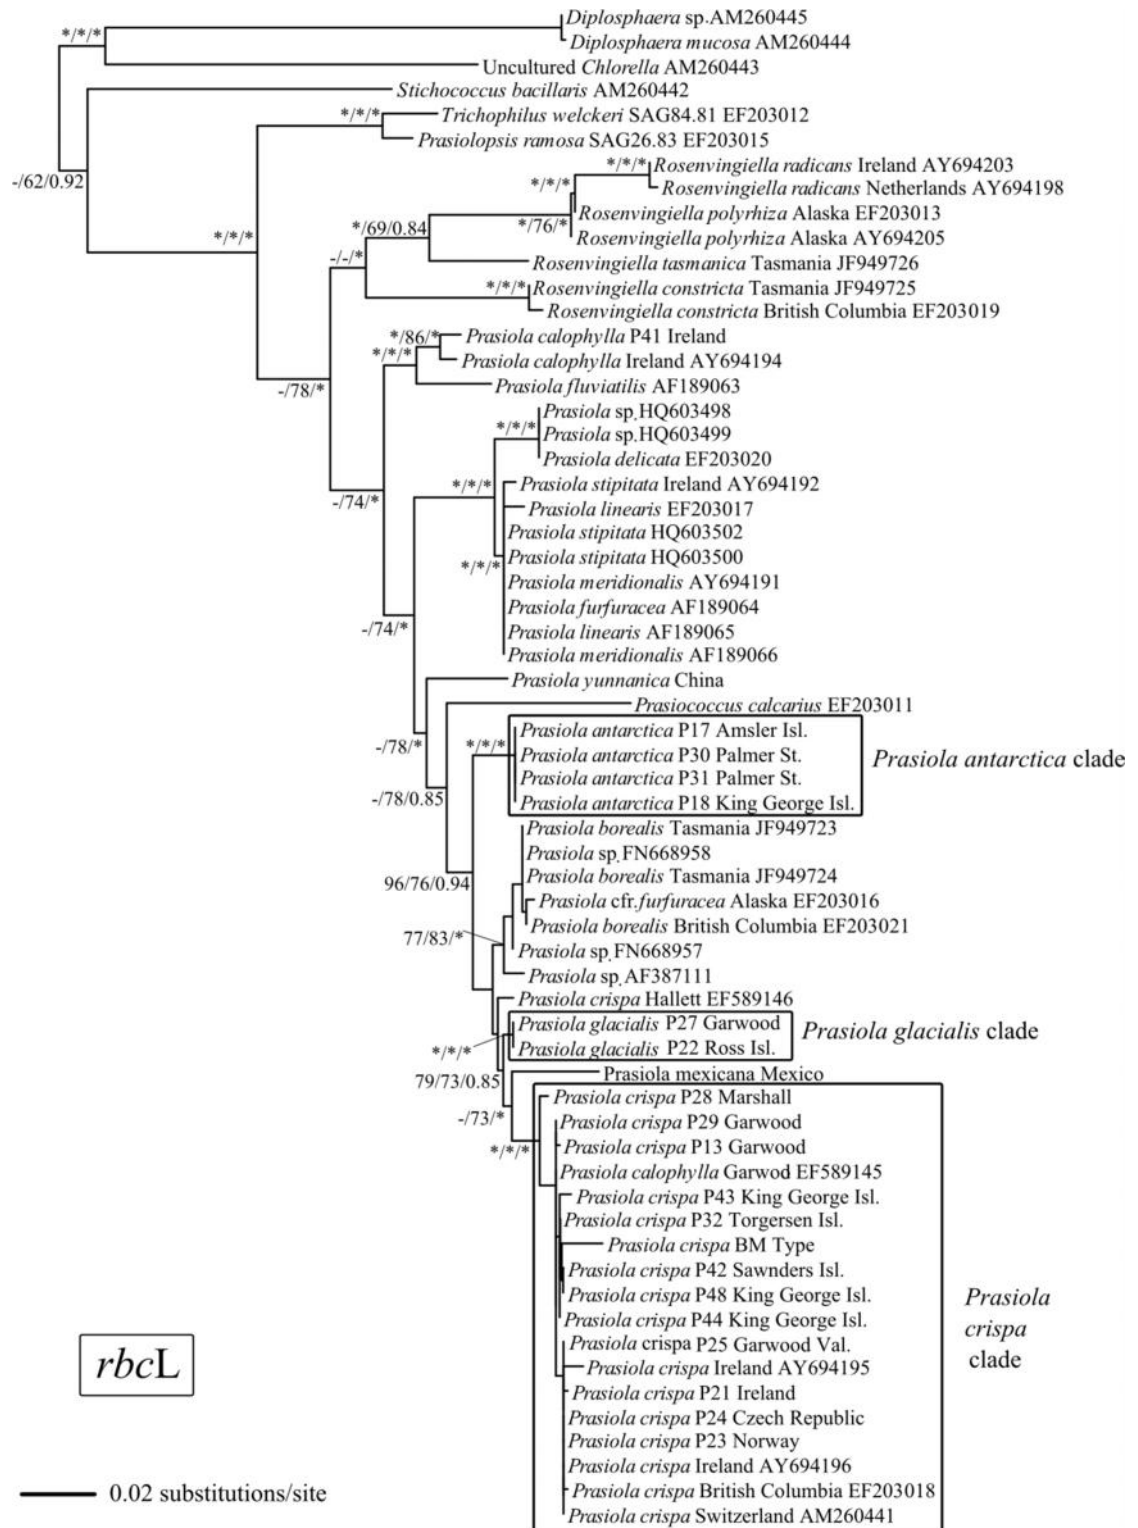 Diplosphaera sp.AM260445
*/*/*
Diplosphaera mucosa AM260444
Uncultured Chlorella AM260443
Stichococcus bacillaris AM260442
*/*/*
Trichophilus welckeri SAG84.81 EF203012
Prasiolopsis ramosa SAG26.83 EF203015
*/*/*
Rosenvingiella radicans Ireland AY694203
-/62/0.92
*/*/*
Rosenvingiella radicans Netherlands AY694198
Rosenvingiella polyrhiza Alaska EF203013
*/*/*
*/69/0.84
*/76/*
Rosenvingiella polyrhiza Alaska AY694205
-/-/*
Rosenvingiella tasmanica Tasmania JF949726
*/*/*
Rosenvingiella constricta Tasmania JF949725
Rosenvingiella constricta British Columbia EF203019
*/86/*
Prasiola calophylla P41 Ireland
*/*/*
Prasiola calophylla Ireland AY694194
-/78/*
Prasiola fluviatilis AF189063
Prasiola sp.HQ603498
*/*/*
Prasiola sp.HQ603499
Prasiola delicata EF203020
*/*/*
Prasiola stipitata Ireland AY694192
-/74/*
Prasiola linearis EF203017
Prasiola stipitata HQ603502
Prasiola stipitata HQ603500
*/*/*
Prasiola meridionalis AY694191
Prasiola furfuracea AF189064
-/74/*
Prasiola linearis AF189065
Prasiola meridionalis AF189066
Prasiola yunnanica China
Prasiococcus calcarius EF203011
Prasiola antarctica P17 Amsler Isl.
-/78/*
*/*/*
Prasiola antarctica P30 Palmer St.
Prasiola antarctica clade
Prasiola antarctica P31 Palmer St.
-/78/0.85
Prasiola antarctica P18 King George Isl.
Prasiola borealis Tasmania JF949723
Prasiola sp.FN668958
96/76/0.94
Prasiola borealis Tasmania JF949724
Prasiola cfr.furfuracea Alaska EF203016
Prasiola borealis British Columbia EF203021
77/83/*
Prasiola sp.FN668957
Prasiola sp.AF387111
Prasiola crispa Hallett EF589146
Prasiola glacialis P27 Garwood
Prasiola glacialis clade
*/*/*
Prasiola glacialis P22 Ross Isl.
79/73/0.85
Prasiola mexicana Mexico
Prasiola crispa P28 Marshall
-/73/*
Prasiola crispa P29 Garwood
*/*/*
Prasiola crispa P13 Garwood
Prasiola calophylla Garwod EF589145
Prasiola crispa P43 King George Isl.
Prasiola crispa P32 Torgersen Isl.
Prasiola crispa BM Type
Prasiola crispa P42 Sawnders Isl.
Prasiola crispa P48 King George Isl.
Prasiola crispa P44 King George Isl.
Prasiola
crispa
clade
Prasiola crispa P25 Garwood Val.
Prasiola crispa Ireland AY694195
Prasiola crispa P21 Ireland
Prasiola crispa P24 Czech Republic
Prasiola crispa P23 Norway
Prasiola crispa Ireland AY694196
Prasiola crispa British Columbia EF203018
Prasiola crispa Switzerland AM260441
rbcL
0.02 substitutions/site